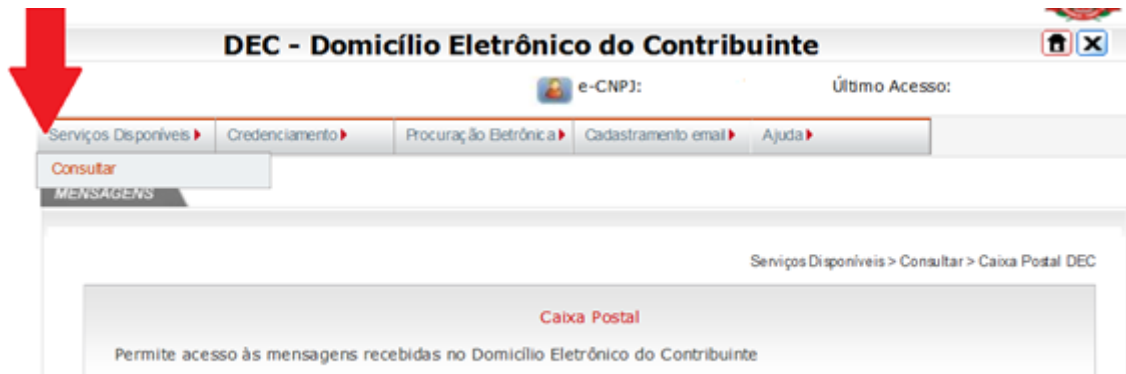 DEC - Domicílio Eletrônico do Contribuinte
e-CNPJ: Último Acesso:
Serviços Disponíveis Credenciamento Procuração Eletrônica Cadastramento email Ajuda
Consultar
MENSAGENS
Serviços Disponíveis > Consultar > Caixa Postal DEC
Caixa Postal
Permite acesso às mensagens recebidas no Domicílio Eletrônico do Contribuinte